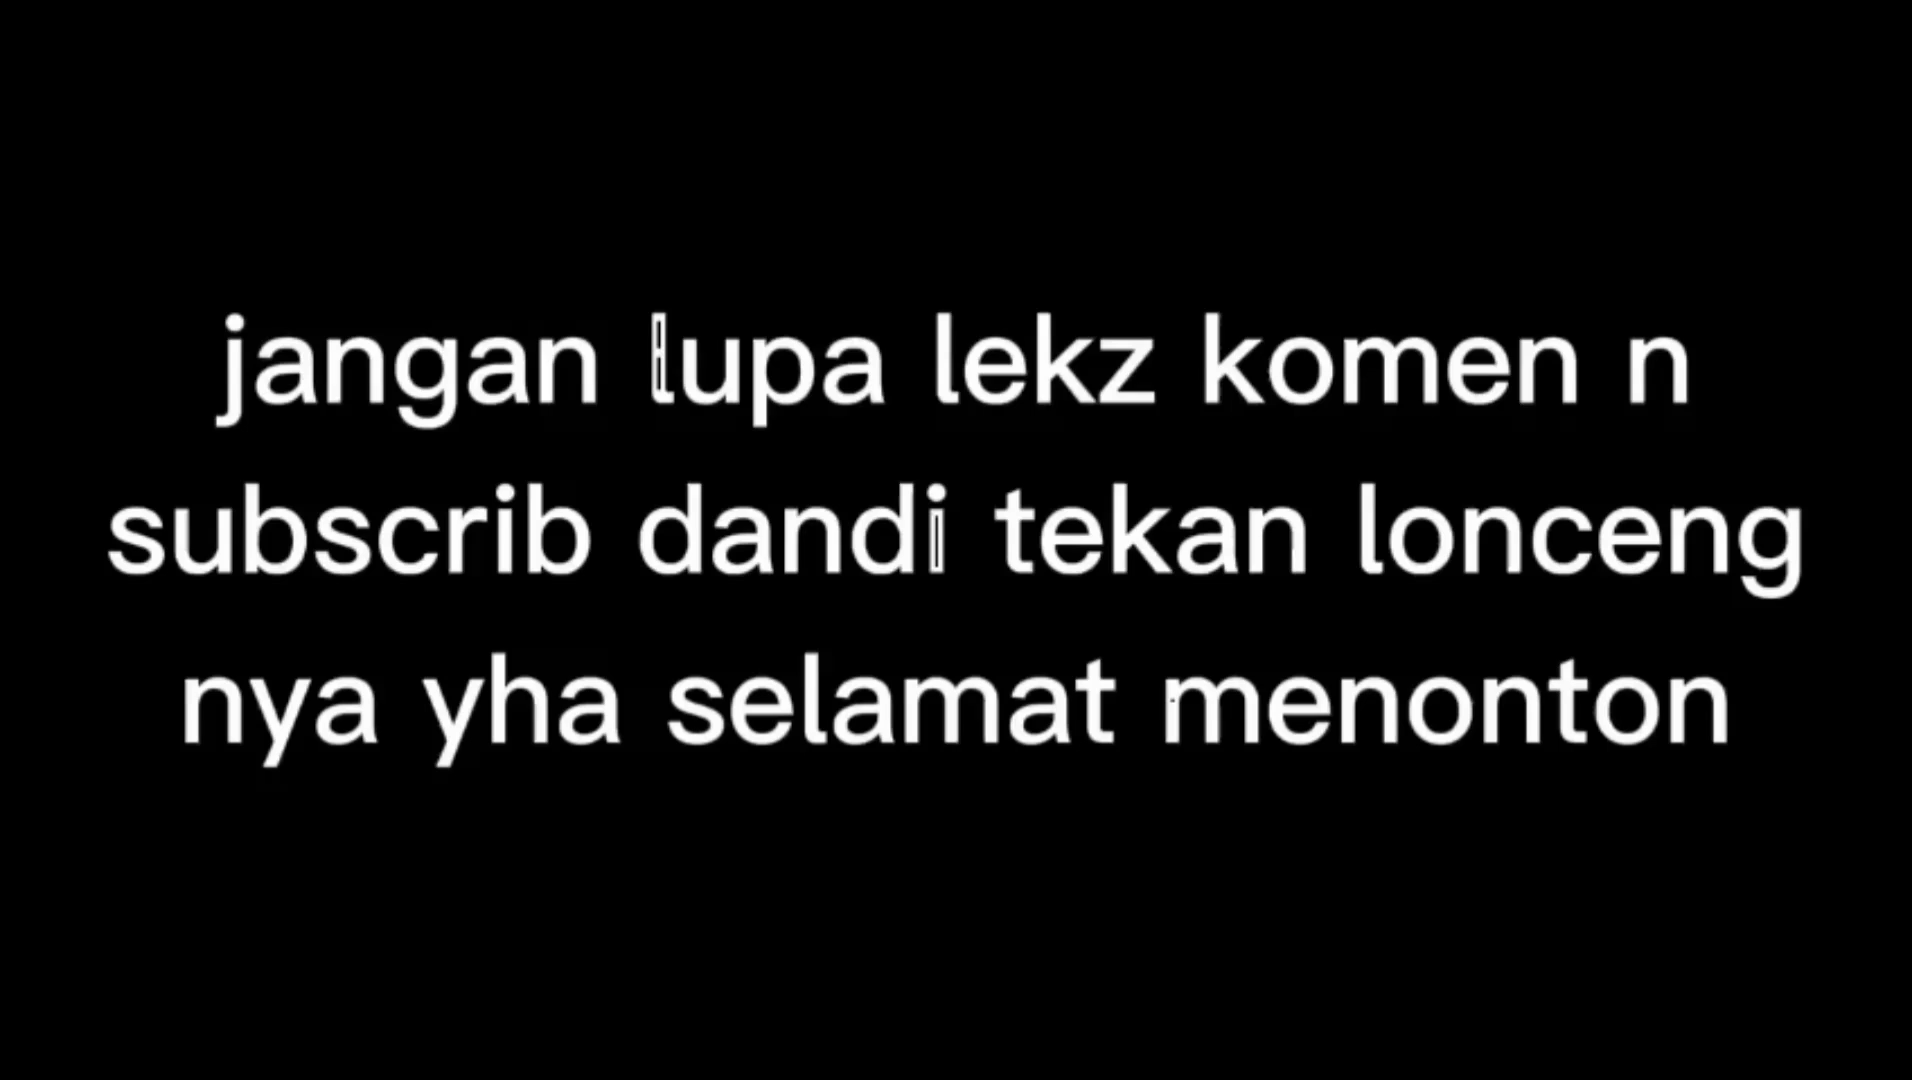 jangan lupa lekz komen n
subscrib dandi tekan lonceng
nya yha selamat menonton